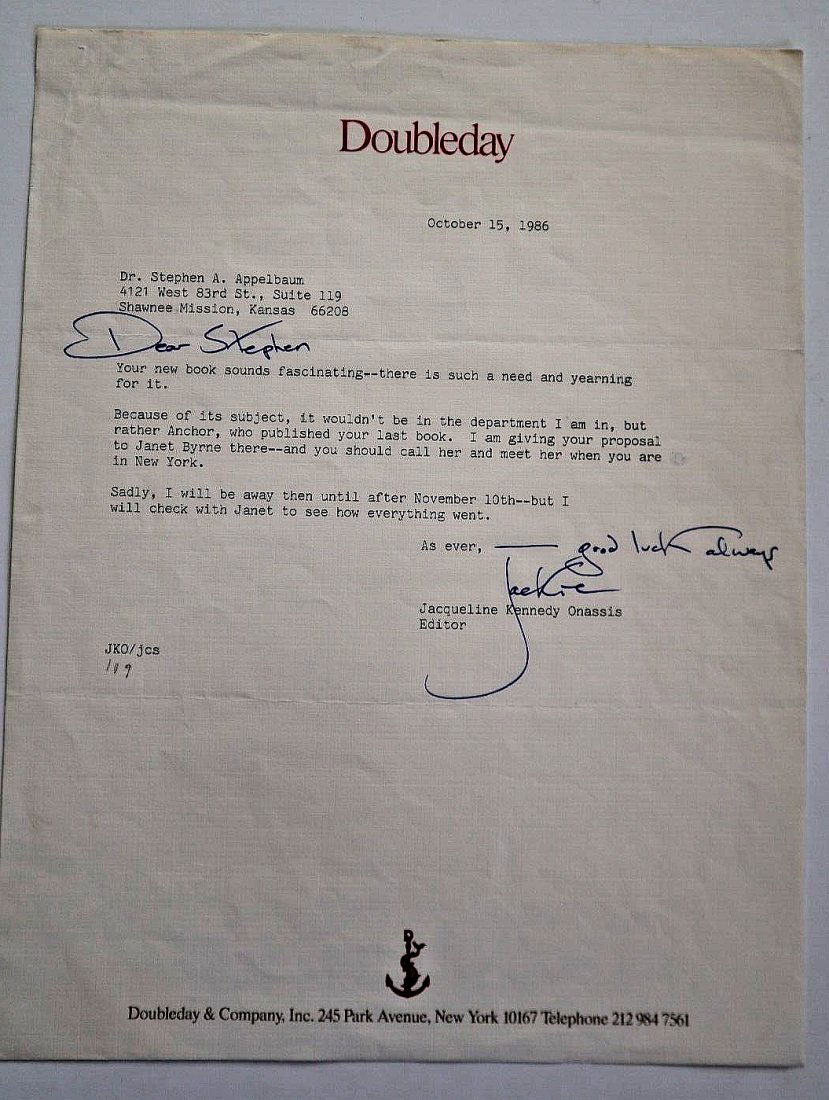 Doubleday
October 15, 1986
Dr. Stephen A. Appelbaum
4121 West 83rd St., Suite 119
Shawnee Mission, Kansas 66208
Dear Stephen
Your new book sounds fascinating--there is such a need and yearning
for it.
Because of its subject, it wouldn't be in the department I am in, but
rather Anchor, who published your last book. I am giving your proposal
to Janet Byrne there--and you should call her and meet her when you are
in New York.
Sadly, I will be away then until after November 10th--but I
will check with Janet to see how everything went.
As ever, — good luck always
Jackie
Jacqueline Kennedy Onassis
Editor
JKO/jcs
Doubleday & Company, Inc. 245 Park Avenue, New York 10167 Telephone 212 984 7561